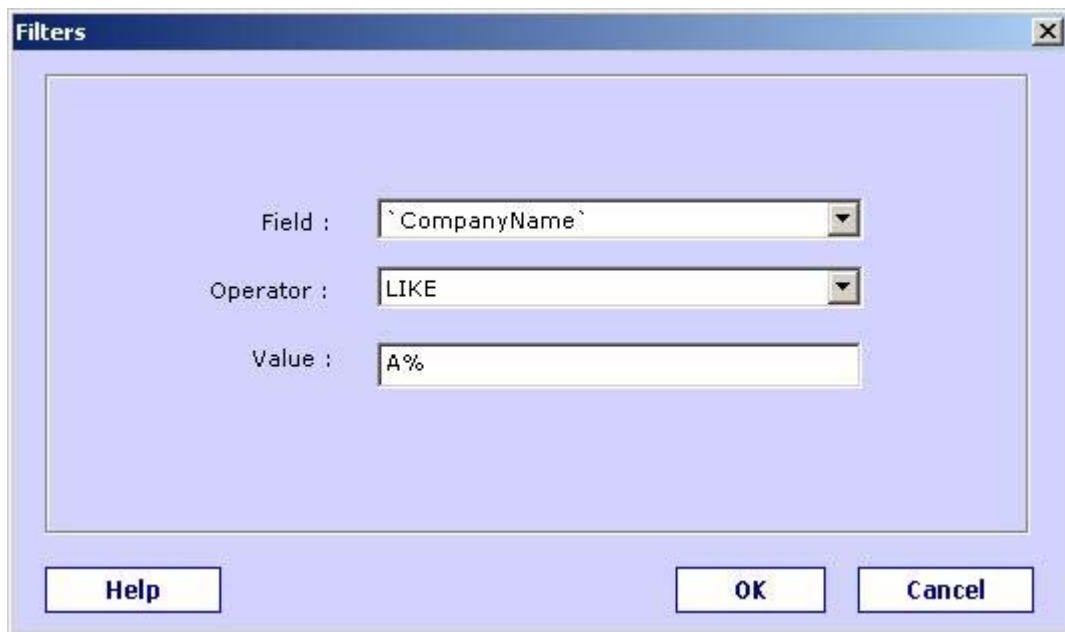 Filters
Field :
`CompanyName`
Operator :
LIKE
Value :
A%
Help
OK
Cancel